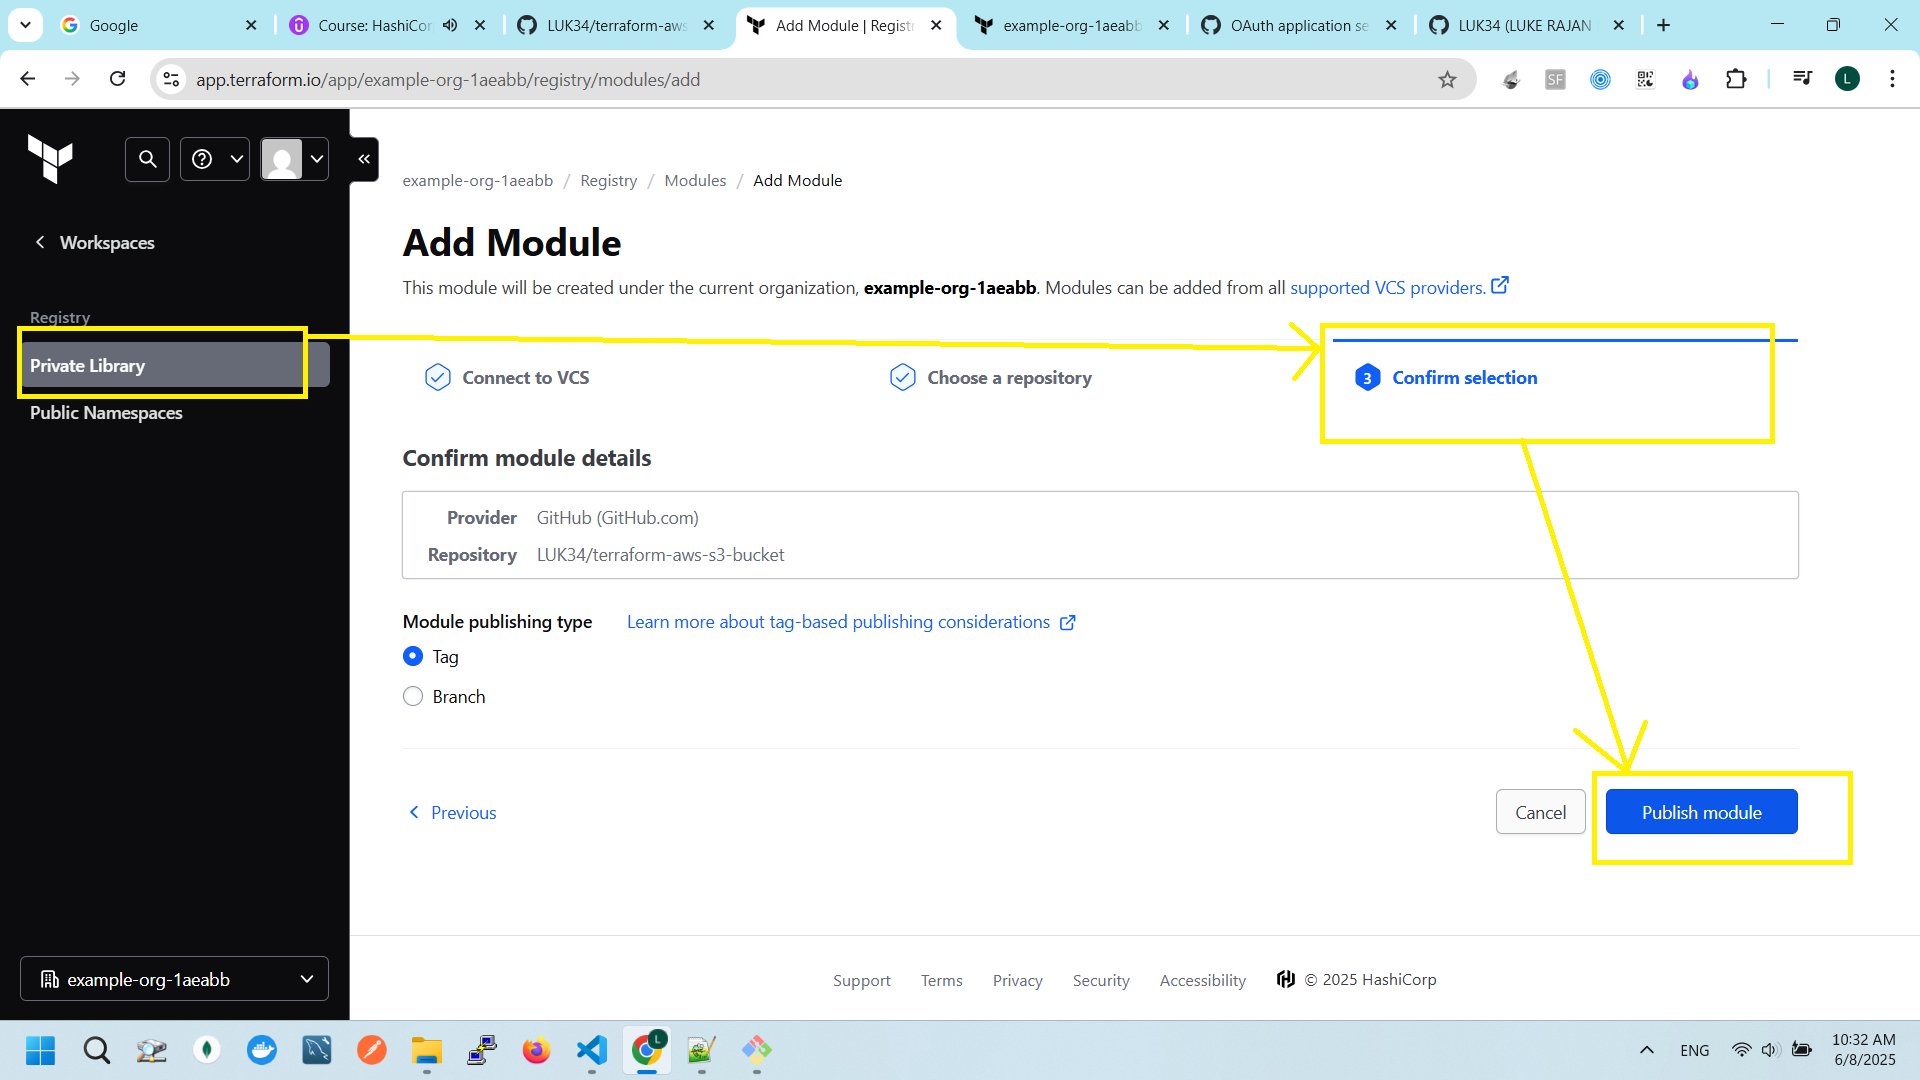 Google
Course: HashiCor
LUK34/terraform-aws
Add Module | Registr
example-org-1aeabb
OAuth application se
LUK34 (LUKE RAJAN
app.terraform.io/app/example-org-1aeabb/registry/modules/add
SF
L
example-org-1aeabb / Registry / Modules / Add Module
Workspaces
Add Module
This module will be created under the current organization, example-org-1aeabb. Modules can be added from all supported VCS providers.
Registry
Private Library
Public Namespaces
Connect to VCS
Choose a repository
3 Confirm selection
Confirm module details
Provider GitHub (GitHub.com)
Repository LUK34/terraform-aws-s3-bucket
Module publishing type Learn more about tag-based publishing considerations
Tag
Branch
Previous
Cancel
Publish module
example-org-1aeabb
Support Terms Privacy Security Accessibility © 2025 HashiCorp
L
ENG
10:32 AM
6/8/2025